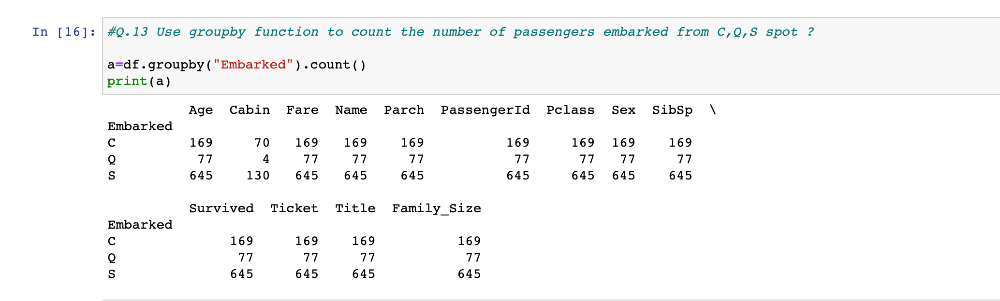 In [16]: #Q.13 Use groupby function to count the number of passengers embarked from C,Q,S spot ?
a=df.groupby("Embarked").count()
print(a)
Age Cabin Fare Name Parch PassengerId Pclass Sex SibSp \
Embarked
C 169 70 169 169 169 169 169 169 169
Q 77 4 77 77 77 77 77 77 77
S 645 130 645 645 645 645 645 645 645
Survived Ticket Title Family_Size
Embarked
C 169 169 169 169
Q 77 77 77 77
S 645 645 645 645